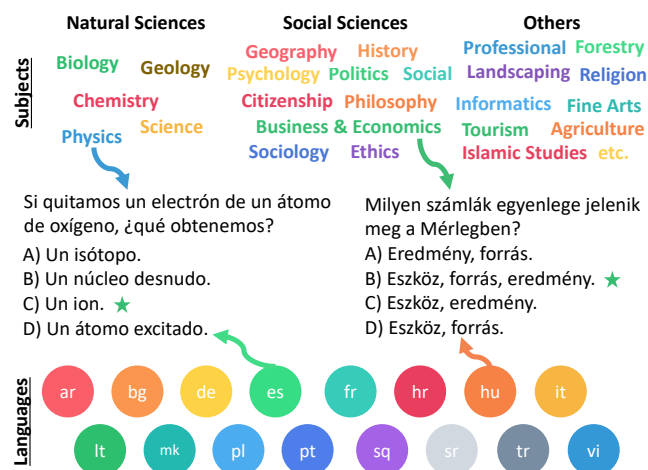 Natural Sciences
Social Sciences
Others
Subjects
Biology
Geology
Chemistry
Science
Physics
Geography
History
Psychology
Politics
Social
Citizenship
Philosophy
Business & Economics
Sociology
Ethics
Professional
Forestry
Landscaping
Religion
Informatics
Fine Arts
Tourism
Agriculture
Islamic Studies
etc.
Si quitamos un electrón de un átomo
de oxígeno, ¿qué obtenemos?
A) Un isótopo.
B) Un núcleo desnudo.
C) Un ion.
D) Un átomo excitado.
Milyen számlák egyenlege jelenik
meg a Mérlegben?
A) Eredmény, forrás.
B) Eszköz, forrás, eredmény.
C) Eszköz, eredmény.
D) Eszköz, forrás.
Languages
ar
bg
de
es
fr
hr
hu
it
lt
mk
pl
pt
sq
sr
tr
vi